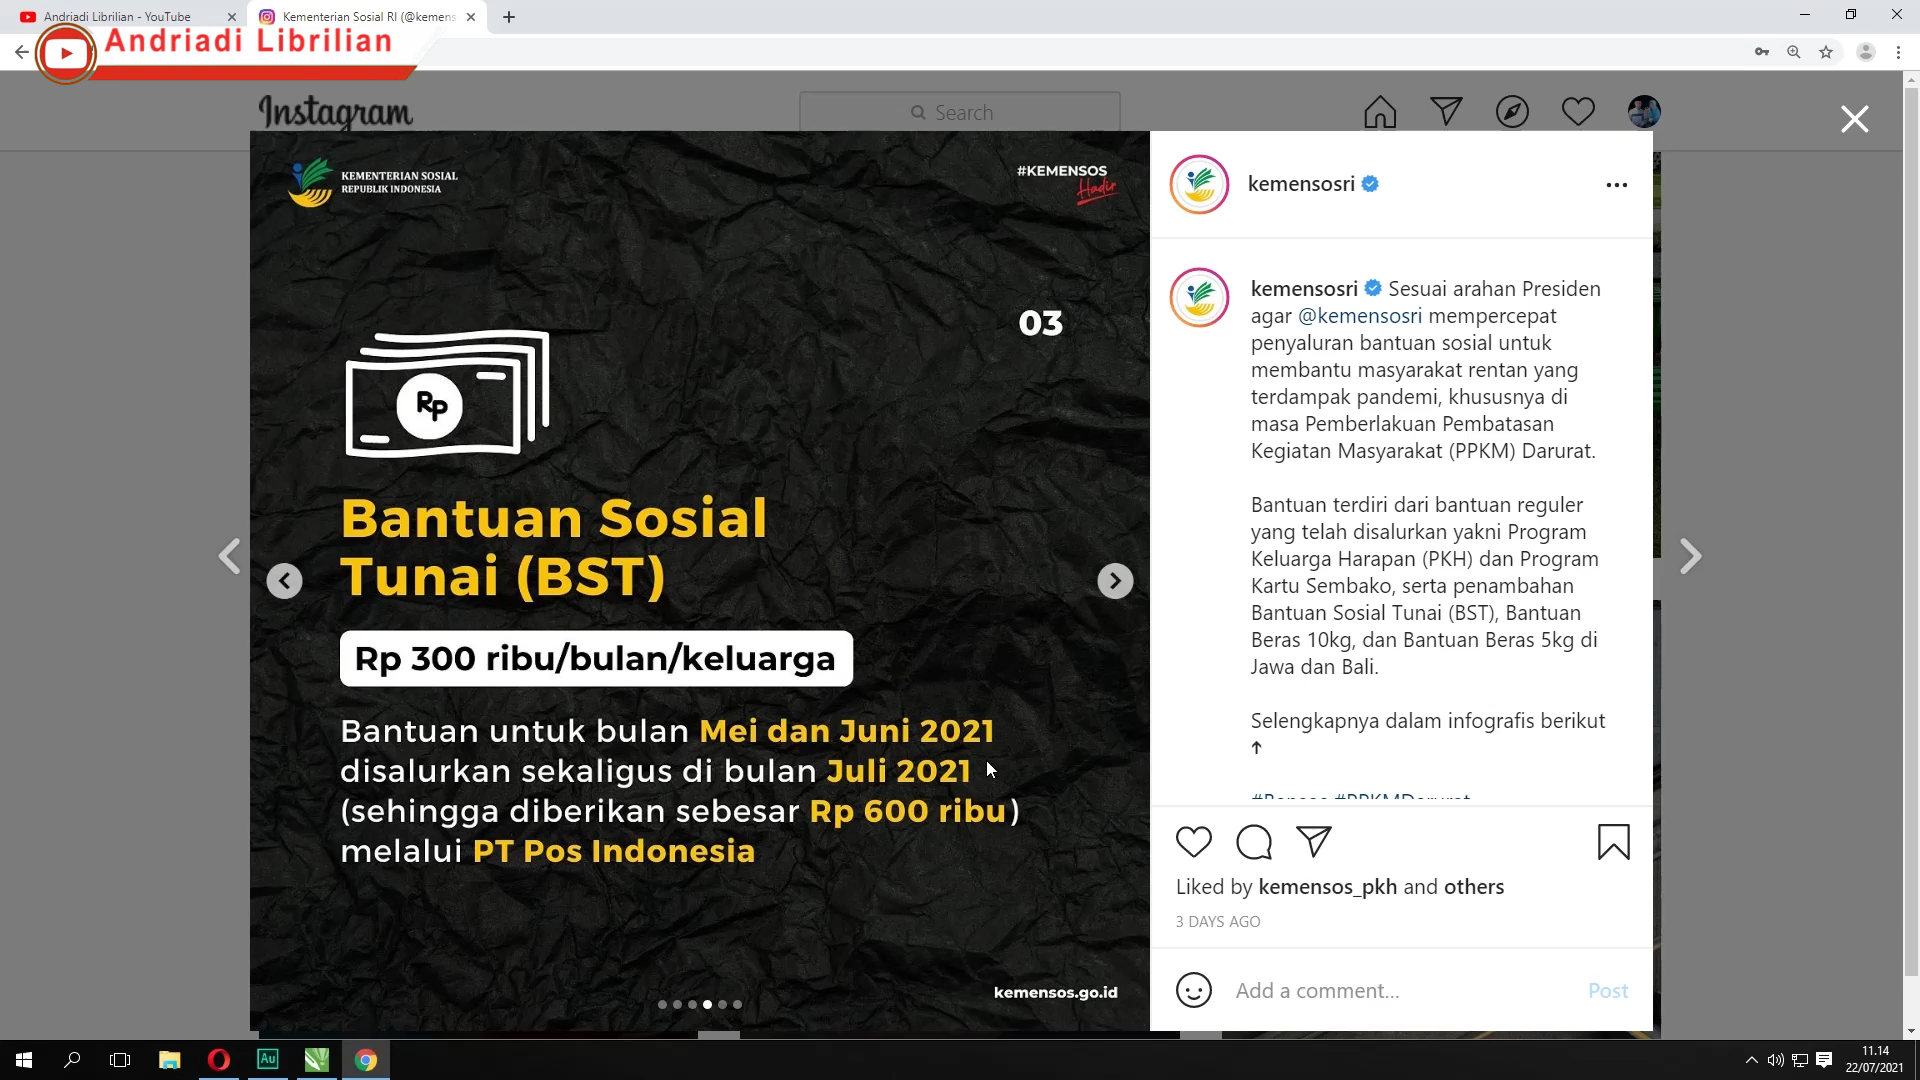 Andriadi Librilian - YouTube
Kementerian Sosial RI (@kemens
Andriadi Librilian
Instagram
Search
KEMENTERIAN SOSIAL
REPUBLIK INDONESIA
#KEMENSOS
Hadir
03
Rp
Bantuan Sosial
Tunai (BST)
Rp 300 ribu/bulan/keluarga
Bantuan untuk bulan Mei dan Juni 2021
disalurkan sekaligus di bulan Juli 2021
(sehingga diberikan sebesar Rp 600 ribu)
melalui PT Pos Indonesia
kemensos.go.id
kemensosri
kemensosri Sesuai arahan Presiden
agar @kemensosri mempercepat
penyaluran bantuan sosial untuk
membantu masyarakat rentan yang
terdampak pandemi, khususnya di
masa Pemberlakuan Pembatasan
Kegiatan Masyarakat (PPKM) Darurat.
Bantuan terdiri dari bantuan reguler
yang telah disalurkan yakni Program
Keluarga Harapan (PKH) dan Program
Kartu Sembako, serta penambahan
Bantuan Sosial Tunai (BST), Bantuan
Beras 10kg, dan Bantuan Beras 5kg di
Jawa dan Bali.
Selengkapnya dalam infografis berikut
↑
#Bansos #PPKMDarurat
Liked by kemensos_pkh and others
3 DAYS AGO
Add a comment...
Post
Au
11.14
22/07/2021